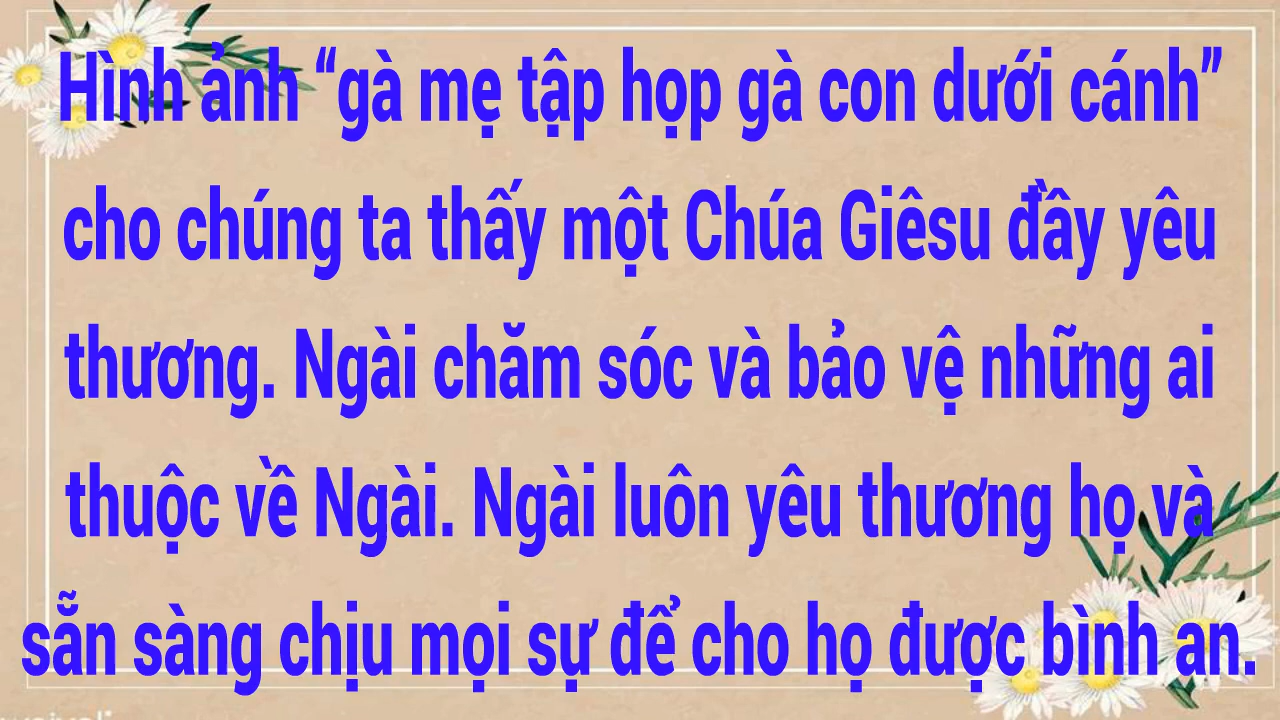 Hình ảnh “gà mẹ tập họp gà con dưới cánh”
cho chúng ta thấy một Chúa Giêsu đầy yêu
thương. Ngài chăm sóc và bảo vệ những ai
thuộc về Ngài. Ngài luôn yêu thương họ và
sẵn sàng chịu mọi sự để cho họ được bình an.